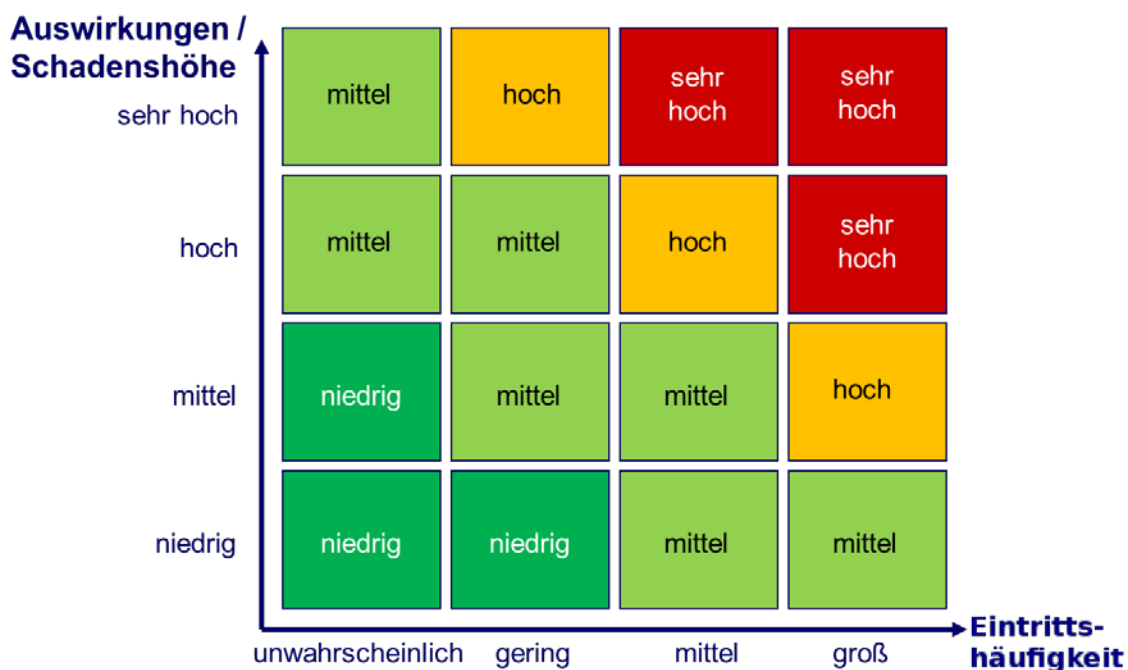 Auswirkungen /
Schadenshöhe
sehr hoch
mittel
hoch
sehr
hoch
sehr
hoch
hoch
mittel
mittel
hoch
sehr
hoch
mittel
niedrig
mittel
mittel
hoch
niedrig
niedrig
niedrig
mittel
mittel
unwahrscheinlich
gering
mittel
groß
Eintritts-
häufigkeit